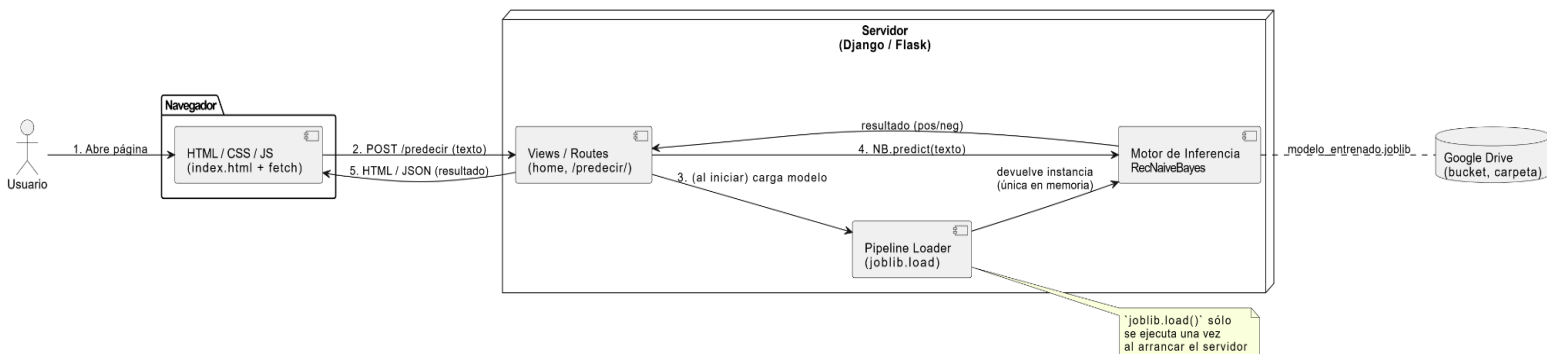 Servidor
(Django / Flask)
Navegador
Usuario
1. Abre página
HTML / CSS / JS
(index.html + fetch)
2. POST /predecir (texto)
5. HTML / JSON (resultado)
Views / Routes
(home, /predecir/)
resultado (pos/neg)
4. NB.predict(texto)
3. (al iniciar) carga modelo
devuelve instancia
(única en memoria)
Motor de Inferencia
RecNaiveBayes
modelo_entrenado.joblib
Google Drive
(bucket, carpeta)
Pipeline Loader
(joblib.load)
`joblib.load()` sólo
se ejecuta una vez
al arrancar el servidor